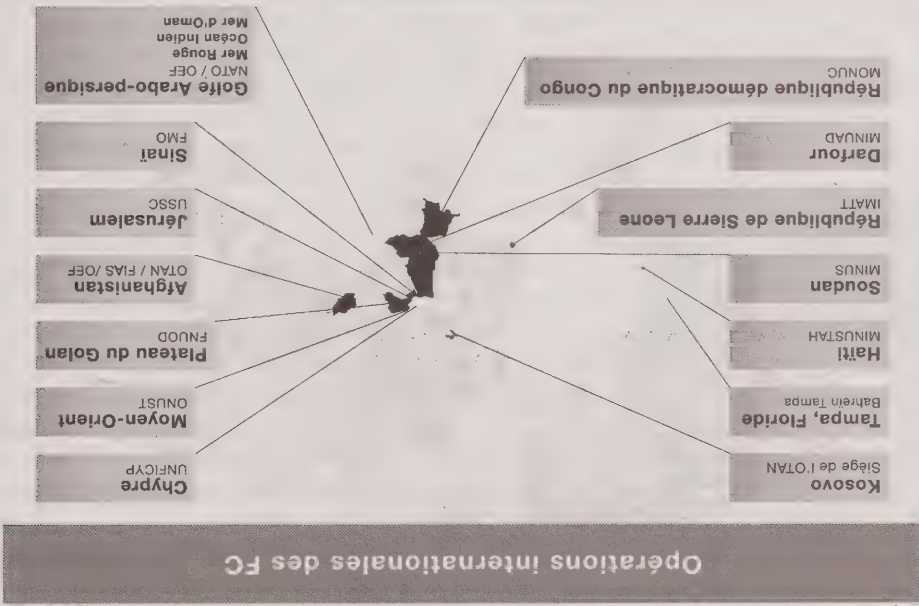 Opérations internationales des FC
Kosovo
Siège de l'OTAN
Tampa, Floride
Bahrein Tampa
Haïti
MINUSTAH
Soudan
MINUS
République de Sierra Leone
IMATT
Darfour
MINUAD
République démocratique du Congo
MONUC
Chypre
UNFICYP
Moyen-Orient
ONUST
Plateau du Golan
FNUOD
Afghanistan
OTAN / FIAS /OEF
Jérusalem
USSC
Sinaï
FMO
Golfe Arabo-persique
NATO / OEF
Mer Rouge
Océan Indien
Mer d'Oman